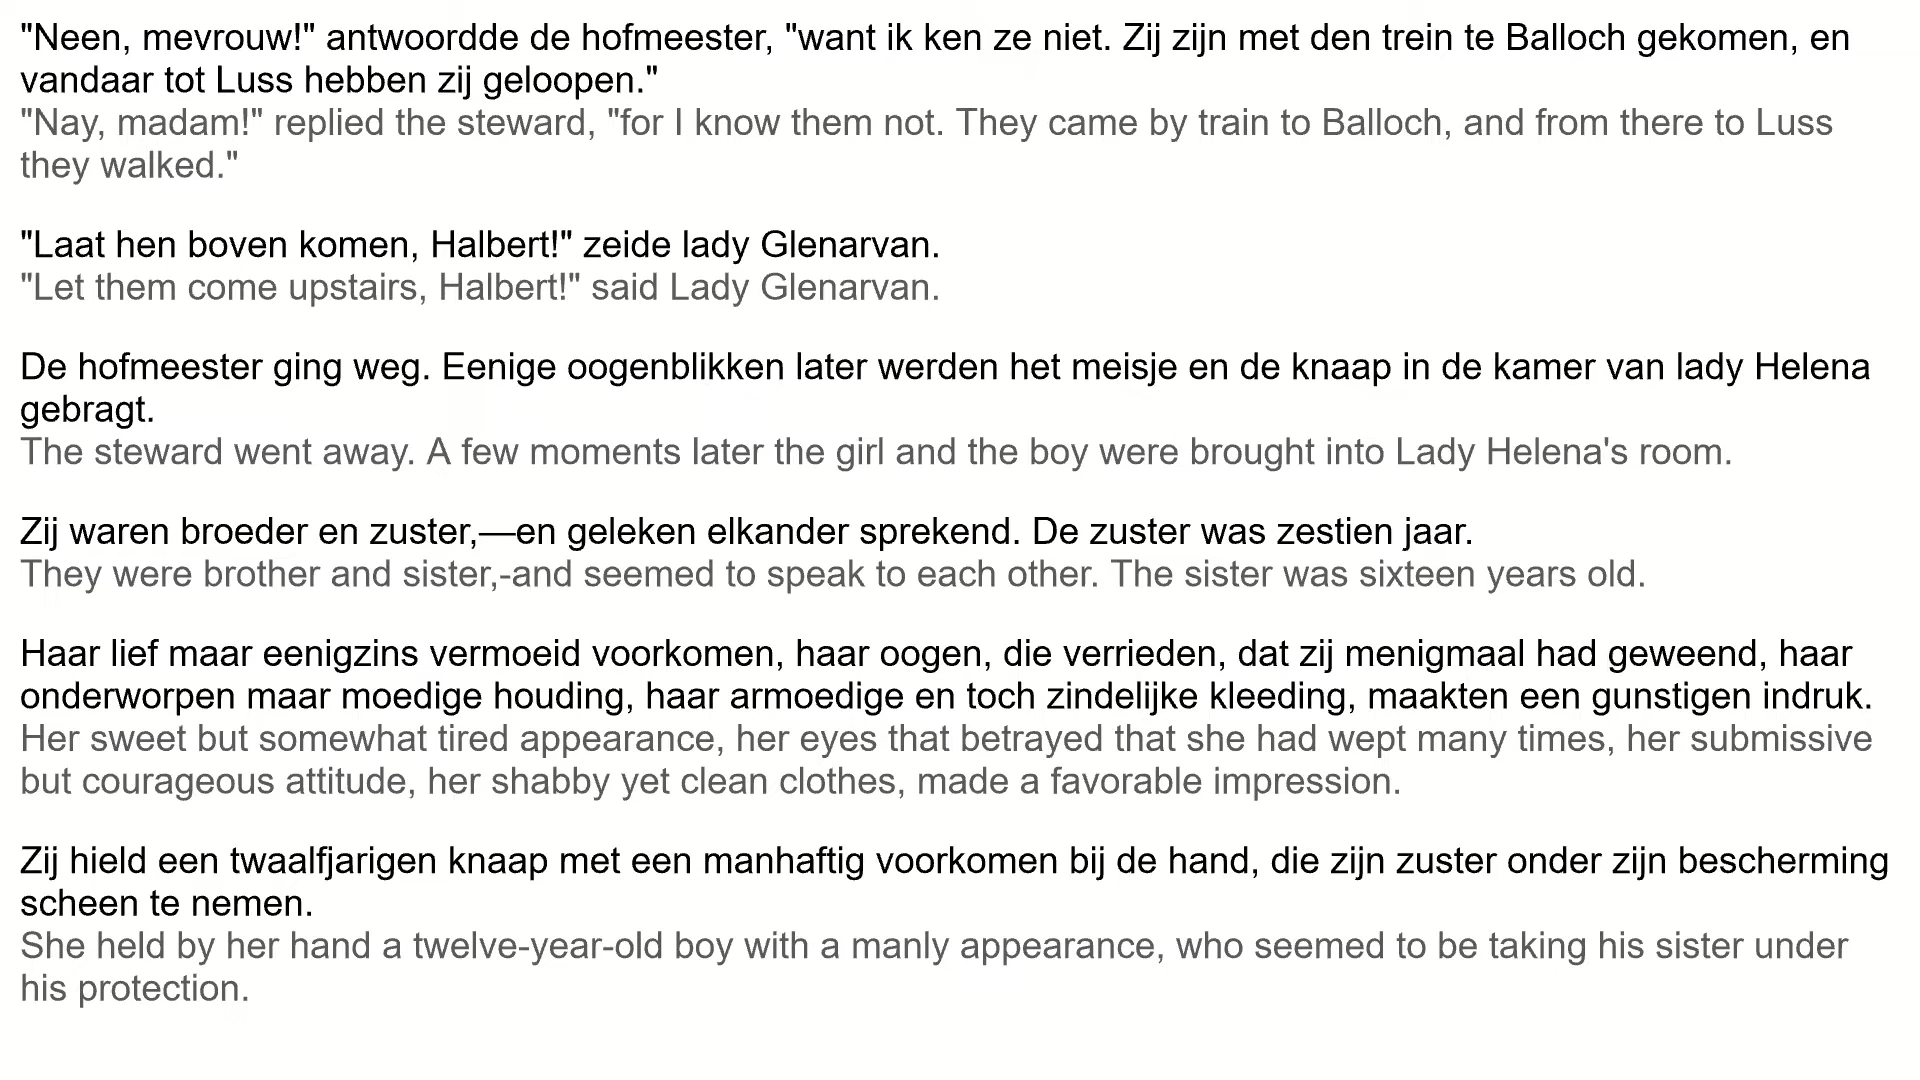 "Neen, mevrouw!" antwoordde de hofmeester, "want ik ken ze niet. Zij zijn met den trein te Balloch gekomen, en
vandaar tot Luss hebben zij geloopen."
"Nay, madam!" replied the steward, "for I know them not. They came by train to Balloch, and from there to Luss
they walked."
"Laat hen boven komen, Halbert!" zeide lady Glenarvan.
"Let them come upstairs, Halbert!" said Lady Glenarvan.
De hofmeester ging weg. Eenige oogenblikken later werden het meisje en de knaap in de kamer van lady Helena
gebragt.
The steward went away. A few moments later the girl and the boy were brought into Lady Helena's room.
Zij waren broeder en zuster,—en geleken elkander sprekend. De zuster was zestien jaar.
They were brother and sister,-and seemed to speak to each other. The sister was sixteen years old.
Haar lief maar eenigzins vermoeid voorkomen, haar oogen, die verrieden, dat zij menigmaal had geweend, haar
onderworpen maar moedige houding, haar armoedige en toch zindelijke kleeding, maakten een gunstigen indruk.
Her sweet but somewhat tired appearance, her eyes that betrayed that she had wept many times, her submissive
but courageous attitude, her shabby yet clean clothes, made a favorable impression.
Zij hield een twaalfjarigen knaap met een manhaftig voorkomen bij de hand, die zijn zuster onder zijn bescherming
scheen te nemen.
She held by her hand a twelve-year-old boy with a manly appearance, who seemed to be taking his sister under
his protection.